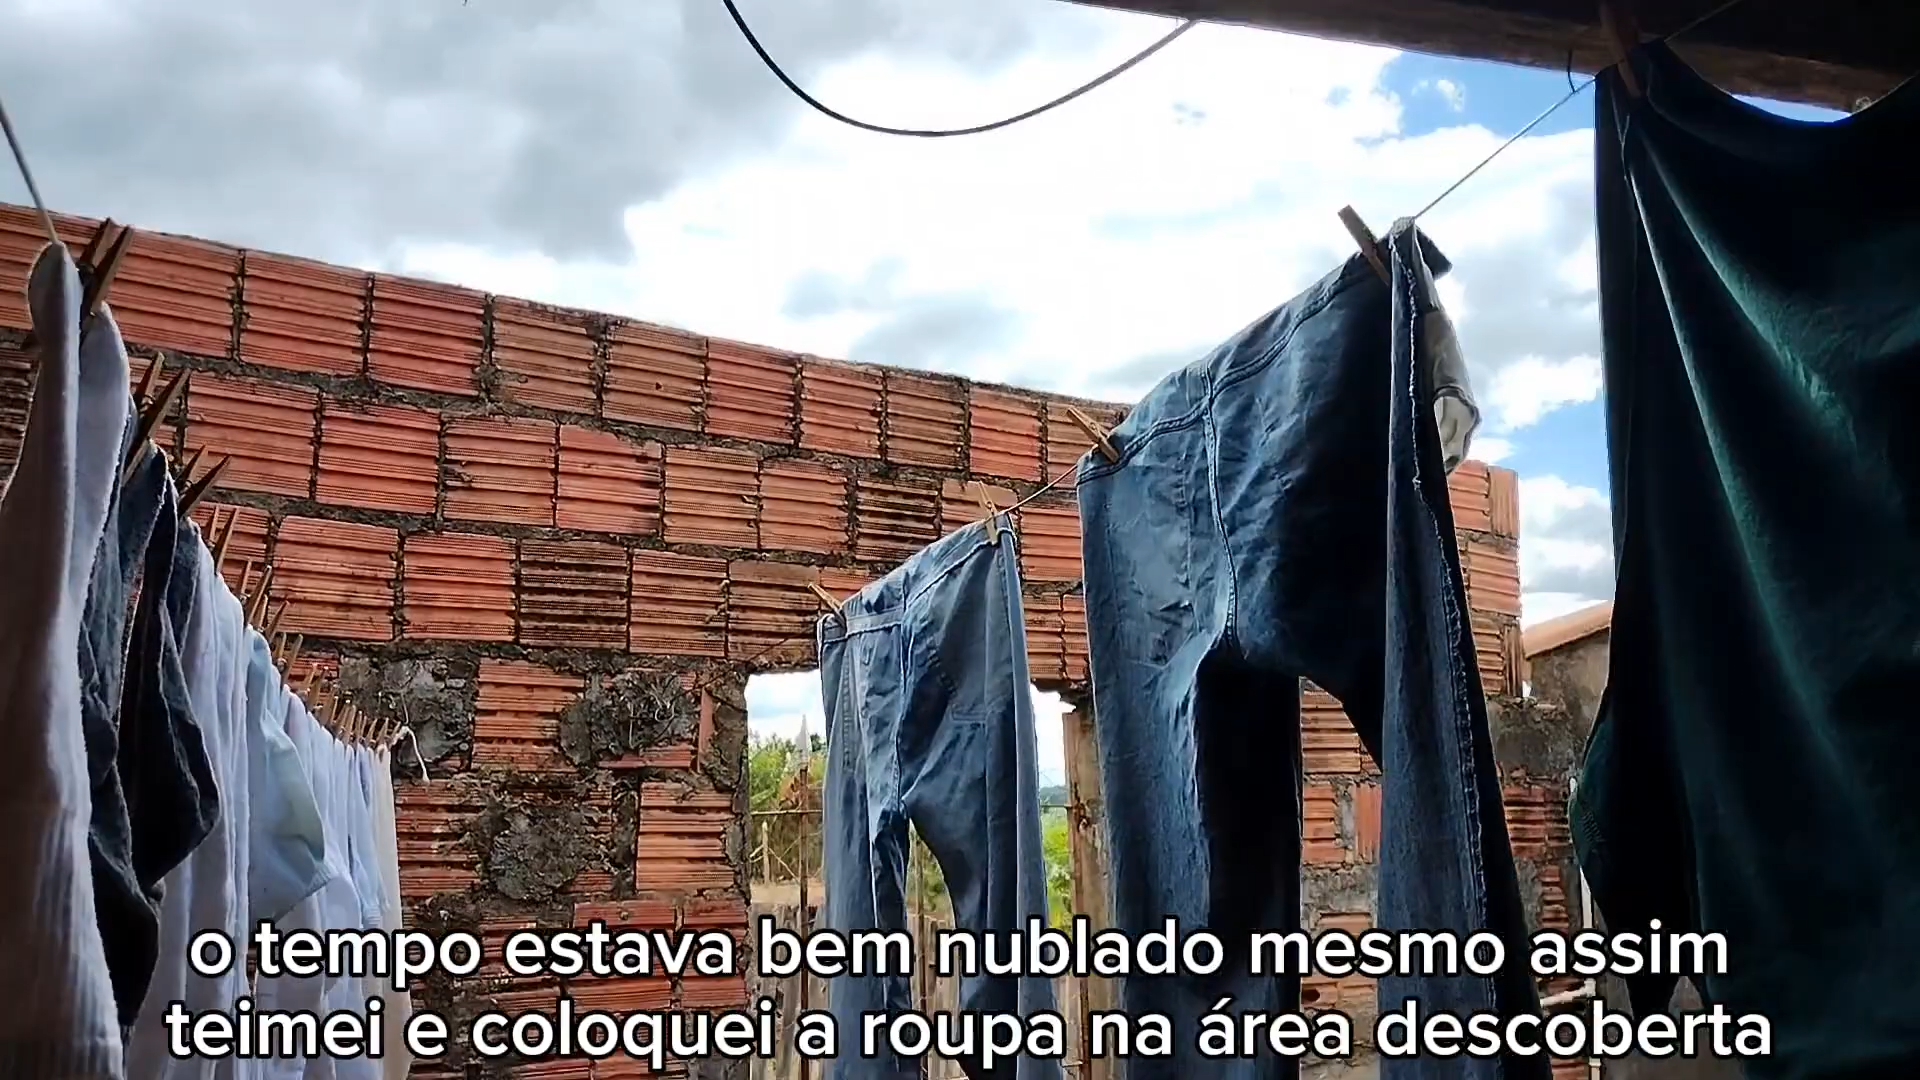 o tempo estava bem nublado mesmo assim
teimei e coloquei a roupa na área descoberta